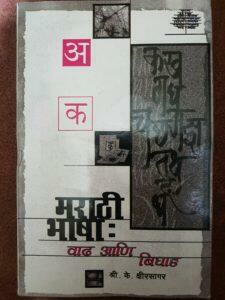 अ
क
मराठी
भाषा :
वाढ आणि
बिघाड
श्री. के. क्षीरसागर